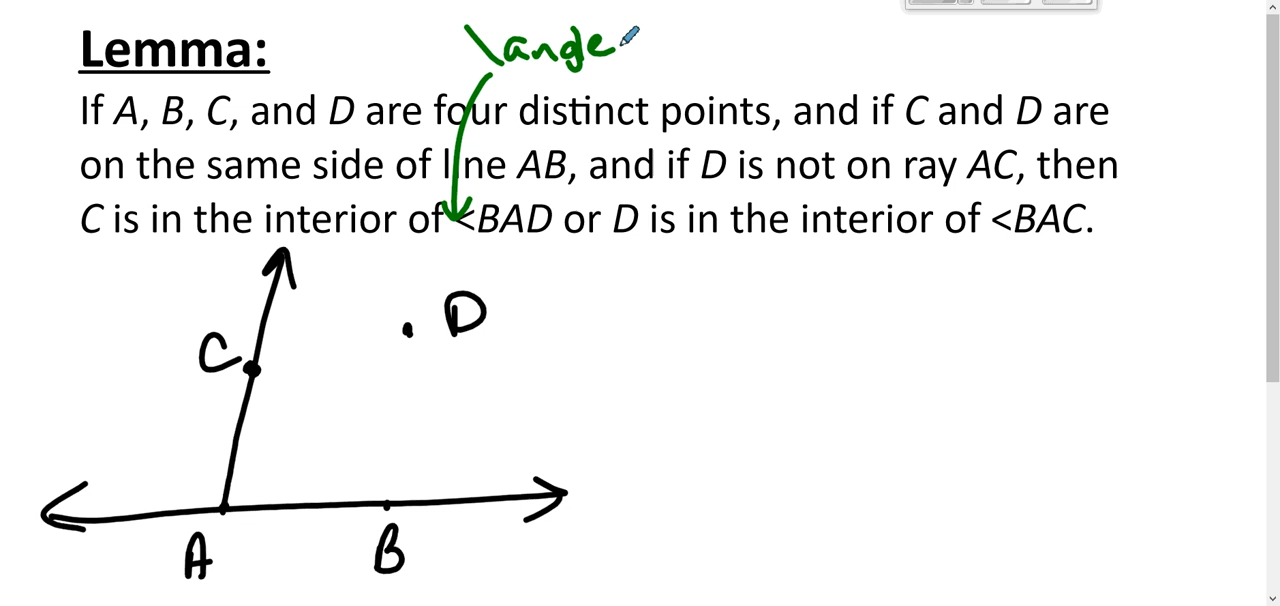 Lemma:
\angle
If A, B, C, and D are four distinct points, and if C and D are
on the same side of line AB, and if D is not on ray AC, then
C is in the interior of <BAD or D is in the interior of <BAC.
D
C
A
B